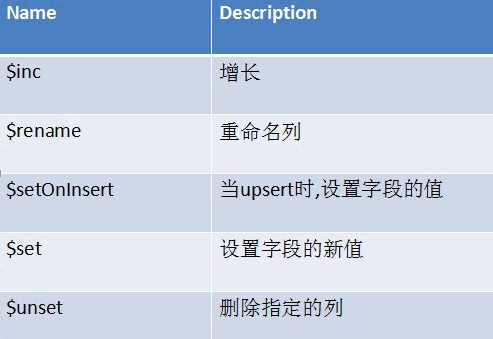 Name Description
$inc 增长
$rename 重命名列
$setOnInsert 当upsert时,设置字段的值
$set 设置字段的新值
$unset 删除指定的列